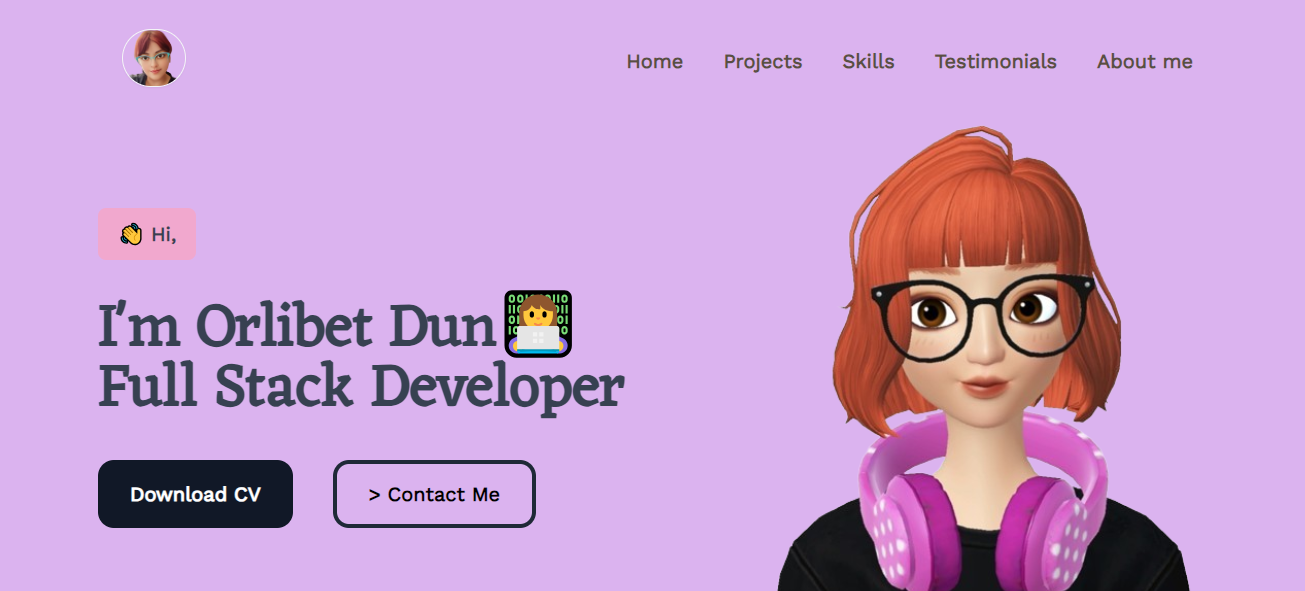 Home Projects Skills Testimonials About me
👋 Hi,
I'm Orlibet Dun👩‍💻
Full Stack Developer
Download CV > Contact Me